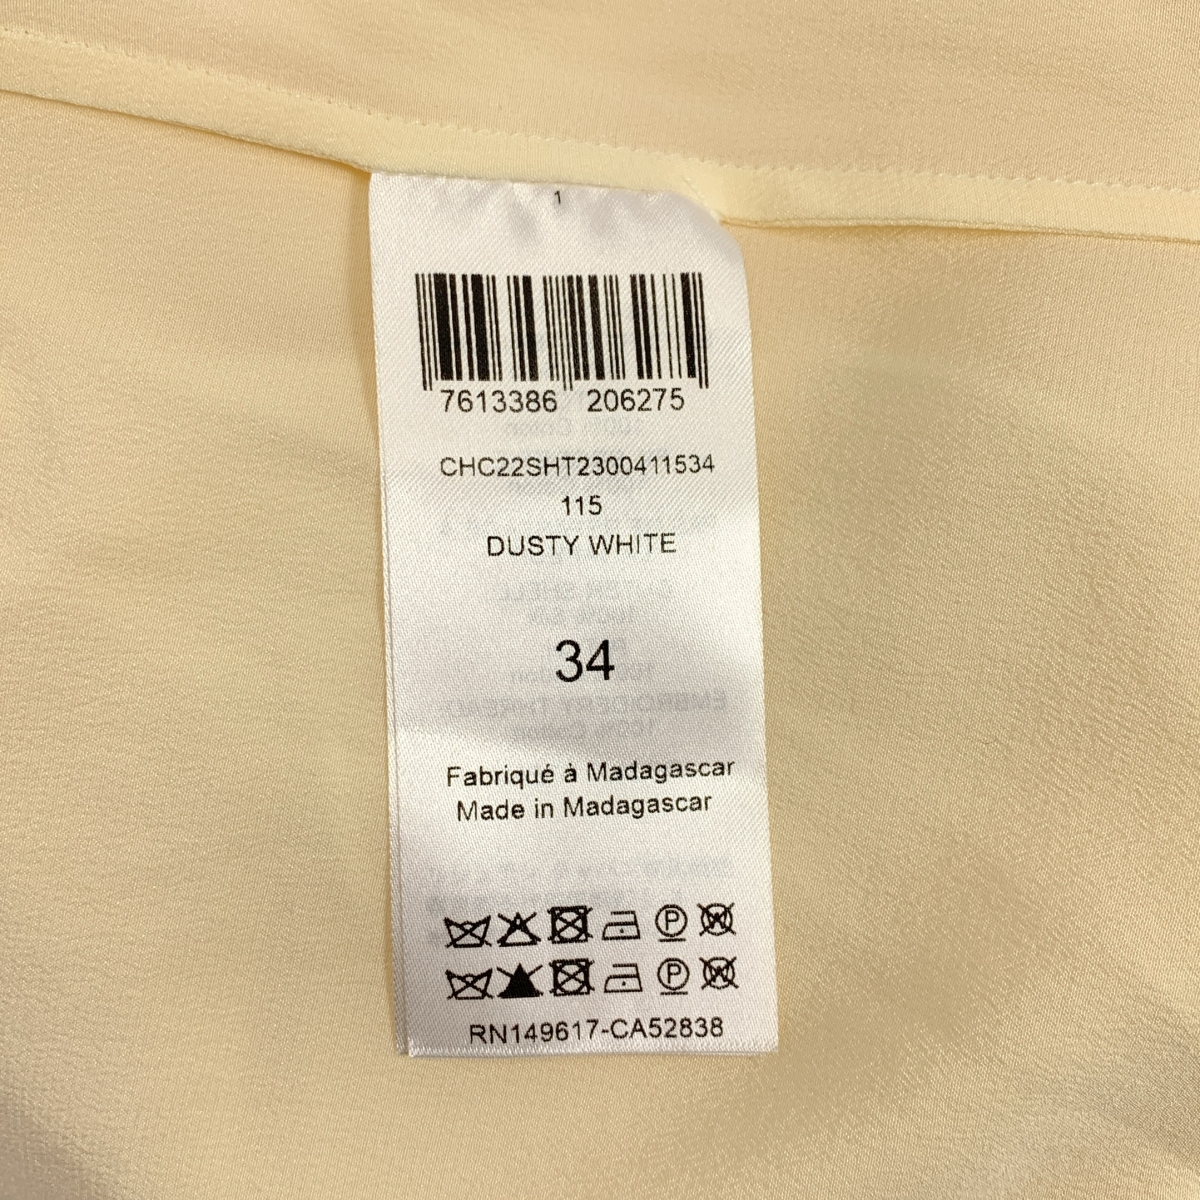 1
7613386 206275
CHC22SHT2300411534
115
DUSTY WHITE
34
Fabriqué à Madagascar
Made in Madagascar
P W
P W
RN149617-CA52838